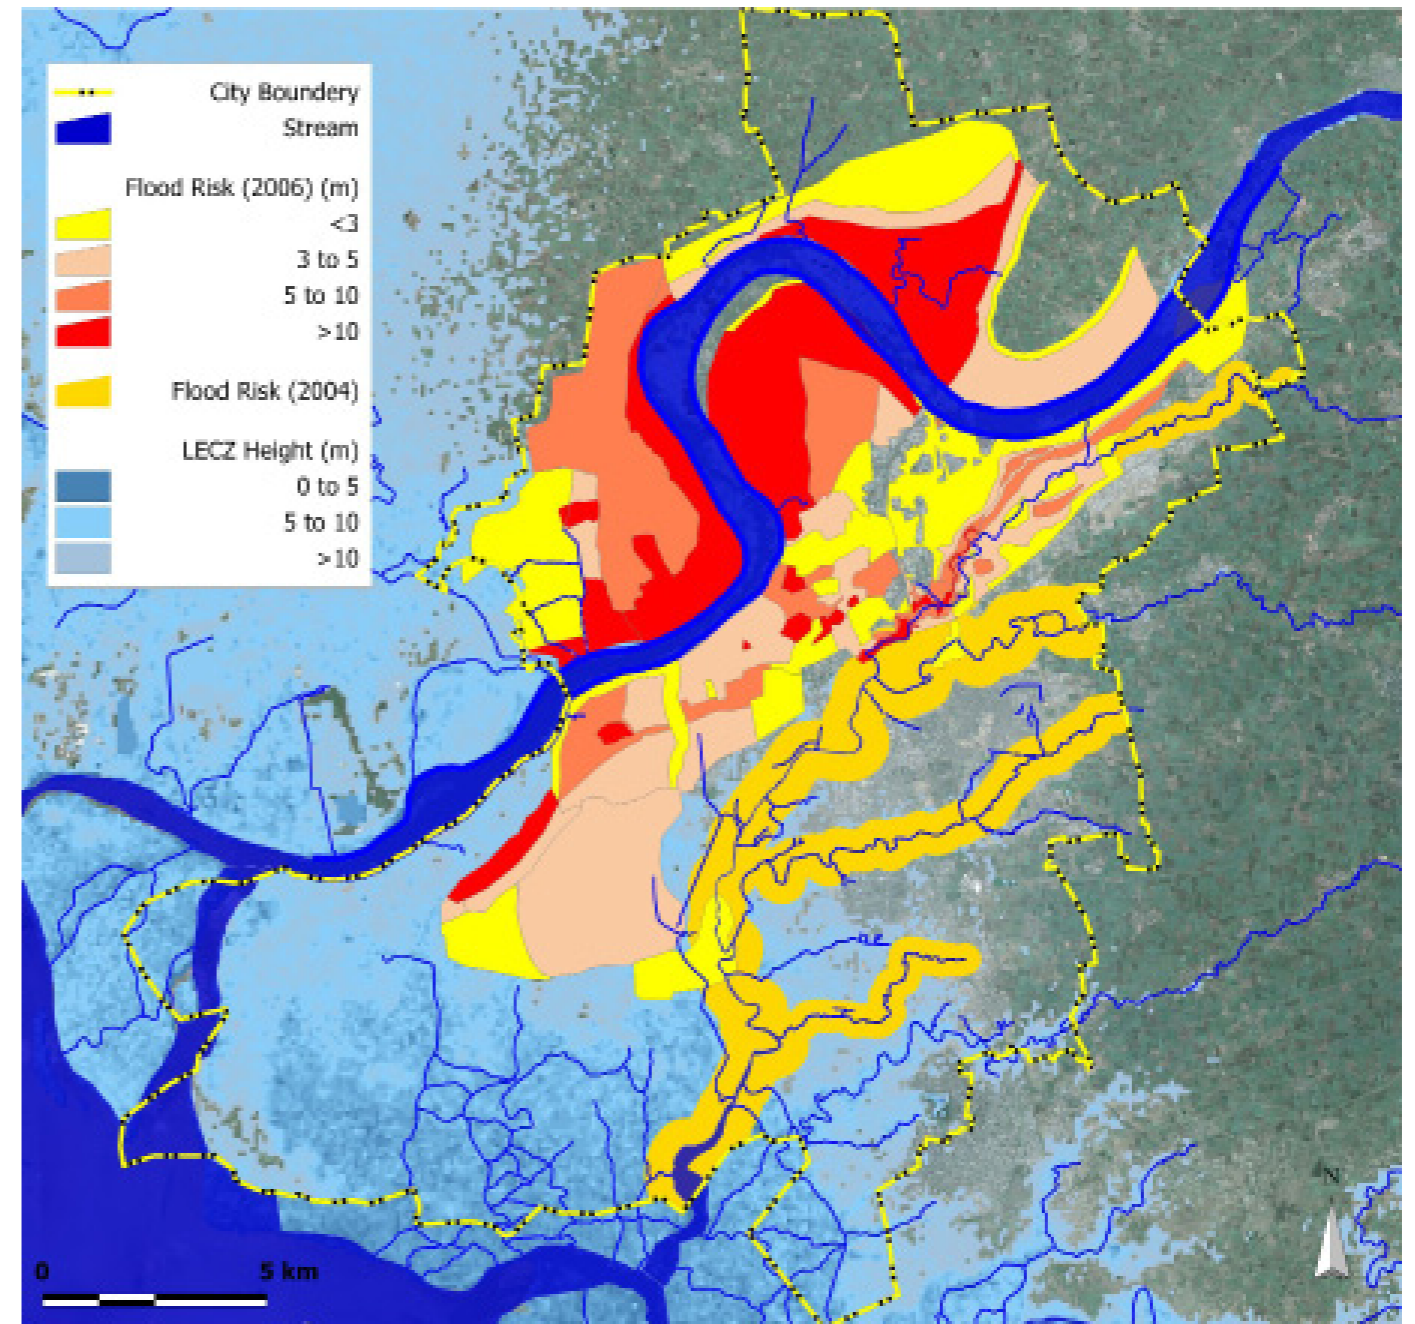 City Boundery
Stream
Flood Risk (2006) (m)
<3
3 to 5
5 to 10
>10
Flood Risk (2004)
LECZ Height (m)
0 to 5
5 to 10
>10
N
0 5 km